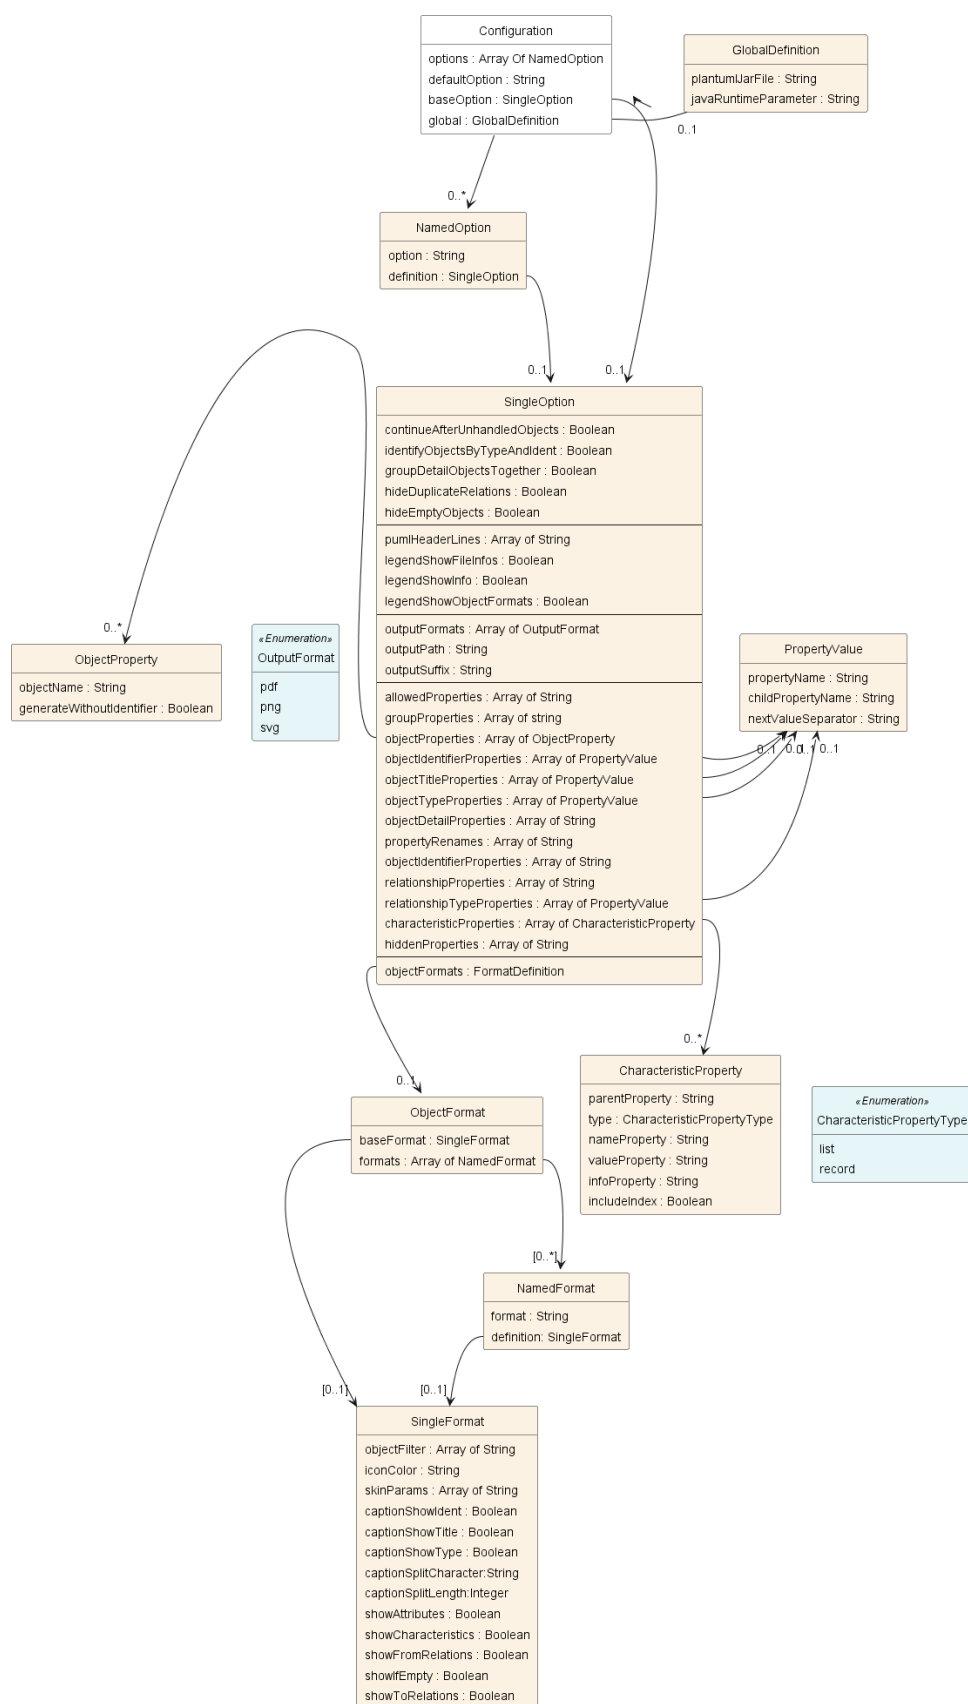 Configuration
options : Array Of NamedOption
defaultOption : String
baseOption : SingleOption
global : GlobalDefinition
GlobalDefinition
plantumlJarFile : String
javaRuntimeParameter : String
0..1
0..*
NamedOption
option : String
definition : SingleOption
0..1
0..1
SingleOption
continueAfterUnhandledObjects : Boolean
identifyObjectsByTypeAndIdent : Boolean
groupDetailObjectsTogether : Boolean
hideDuplicateRelations : Boolean
hideEmptyObjects : Boolean
pumlHeaderLines : Array of String
legendShowFileInfos : Boolean
legendShowInfo : Boolean
legendShowObjectFormats : Boolean
outputFormats : Array of OutputFormat
outputPath : String
outputSuffix : String
allowedProperties : Array of String
groupProperties : Array of string
objectProperties : Array of ObjectProperty
objectIdentifierProperties : Array of PropertyValue
objectTitleProperties : Array of PropertyValue
objectTypeProperties : Array of PropertyValue
objectDetailProperties : Array of String
propertyRenames : Array of String
objectIdentifierProperties : Array of String
relationshipProperties : Array of String
relationshipTypeProperties : Array of PropertyValue
characteristicProperties : Array of CharacteristicProperty
hiddenProperties : Array of String
objectFormats : FormatDefinition
0..*
ObjectProperty
objectName : String
generateWithoutIdentifier : Boolean
«Enumeration»
OutputFormat
pdf
png
svg
PropertyValue
propertyName : String
childPropertyName : String
nextValueSeparator : String
0..1
0..1
0..1
0..1
0..*
CharacteristicProperty
parentProperty : String
type : CharacteristicPropertyType
nameProperty : String
valueProperty : String
infoProperty : String
includeIndex : Boolean
«Enumeration»
CharacteristicPropertyType
list
record
0..1
ObjectFormat
baseFormat : SingleFormat
formats : Array of NamedFormat
[0..*]
NamedFormat
format : String
definition: SingleFormat
[0..1]
[0..1]
SingleFormat
objectFilter : Array of String
iconColor : String
skinParams : Array of String
captionShowIdent : Boolean
captionShowTitle : Boolean
captionShowType : Boolean
captionSplitCharacter:String
captionSplitLength:Integer
showAttributes : Boolean
showCharacteristics : Boolean
showFromRelations : Boolean
showIfEmpty : Boolean
showToRelations : Boolean